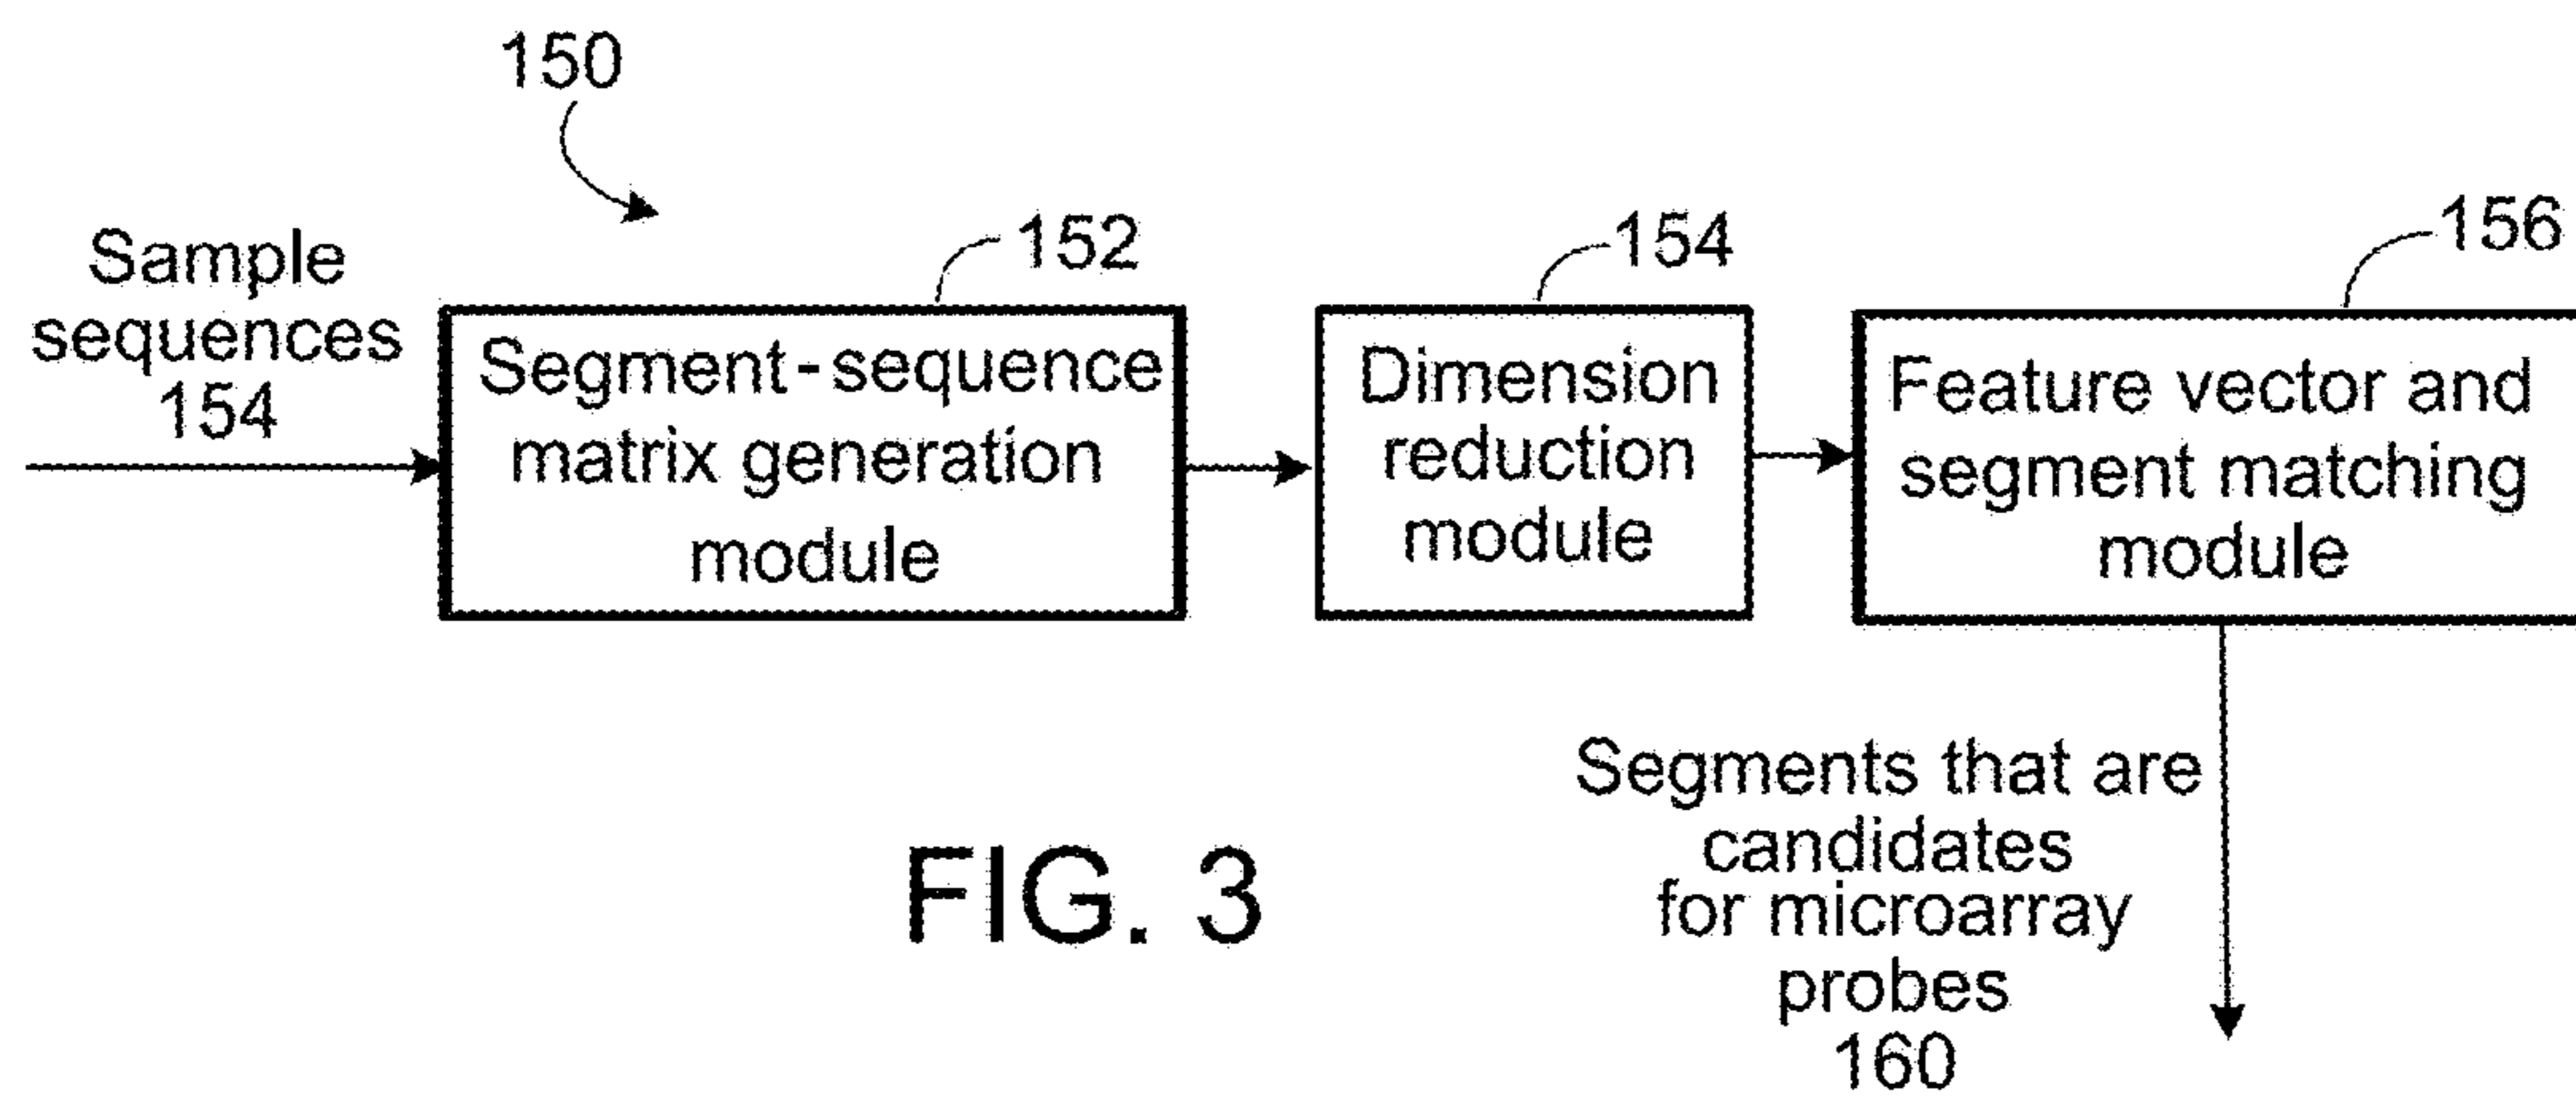 150
152
154
156
Sample
sequences
154
Segment-sequence
matrix generation
module
Dimension
reduction
module
Feature vector and
segment matching
module
Segments that are
candidates
for microarray
probes
160
FIG. 3